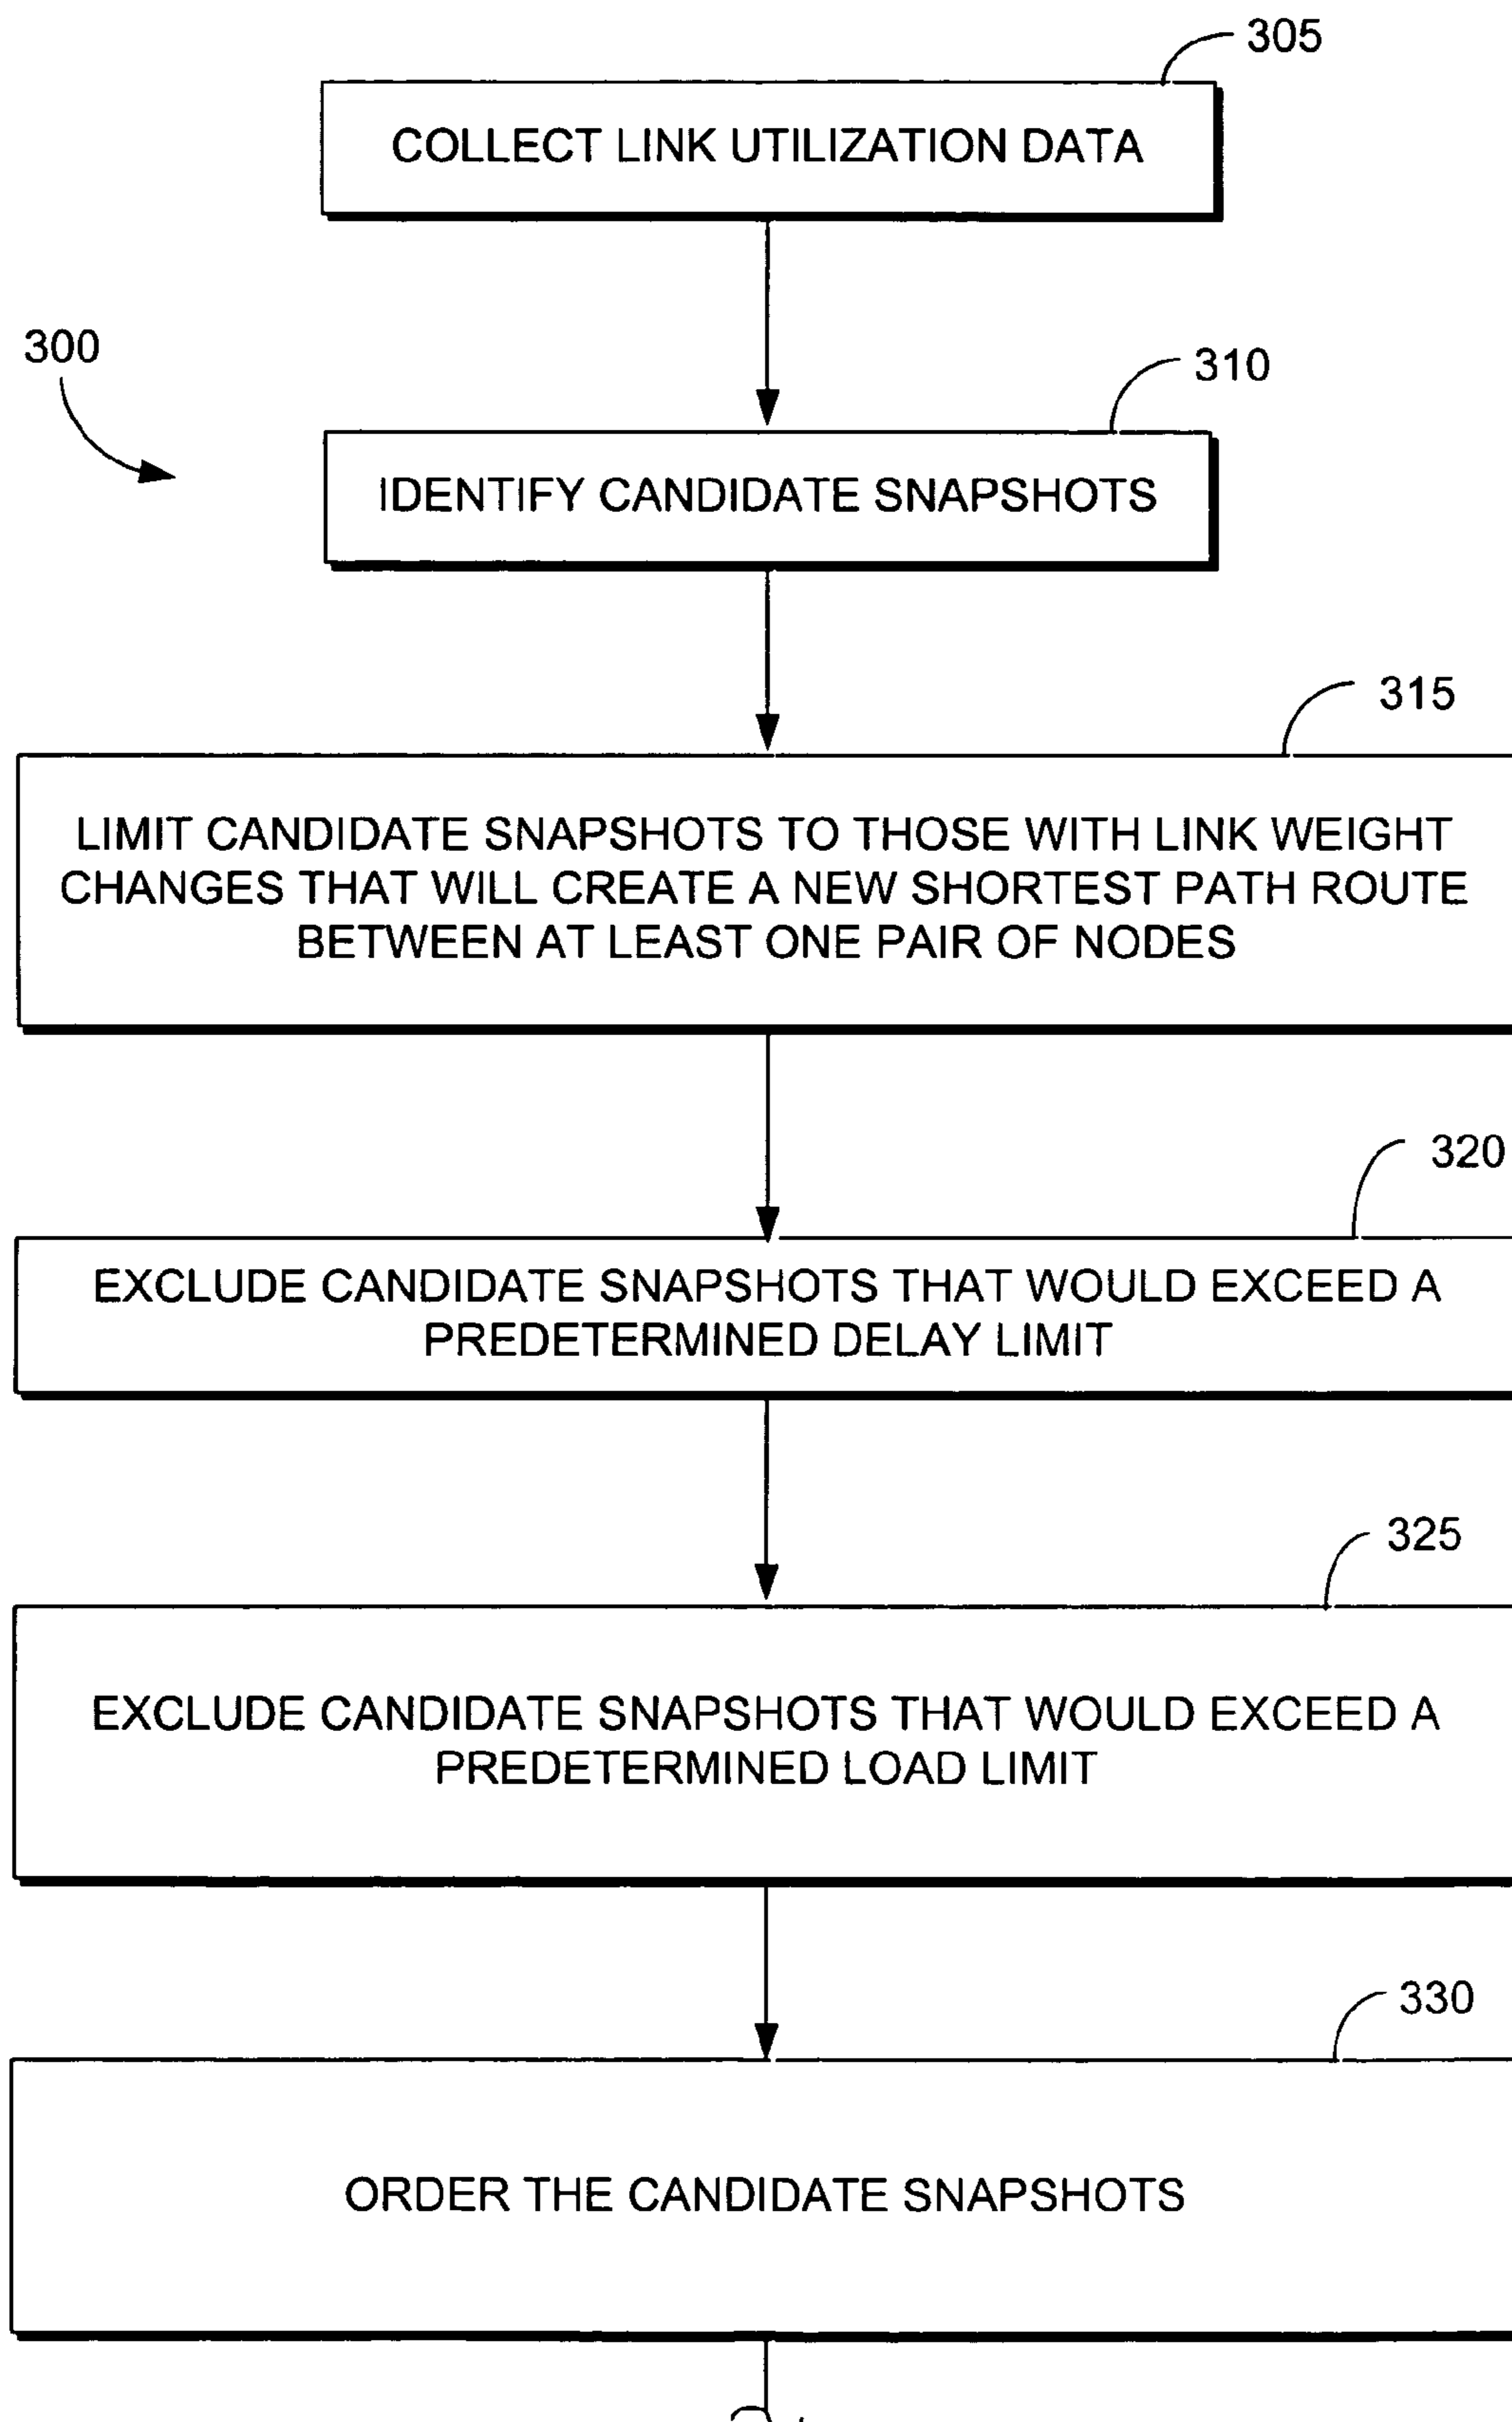 305
COLLECT LINK UTILIZATION DATA
300
310
IDENTIFY CANDIDATE SNAPSHOTS
315
LIMIT CANDIDATE SNAPSHOTS TO THOSE WITH LINK WEIGHT
CHANGES THAT WILL CREATE A NEW SHORTEST PATH ROUTE
BETWEEN AT LEAST ONE PAIR OF NODES
320
EXCLUDE CANDIDATE SNAPSHOTS THAT WOULD EXCEED A
PREDETERMINED DELAY LIMIT
325
EXCLUDE CANDIDATE SNAPSHOTS THAT WOULD EXCEED A
PREDETERMINED LOAD LIMIT
330
ORDER THE CANDIDATE SNAPSHOTS